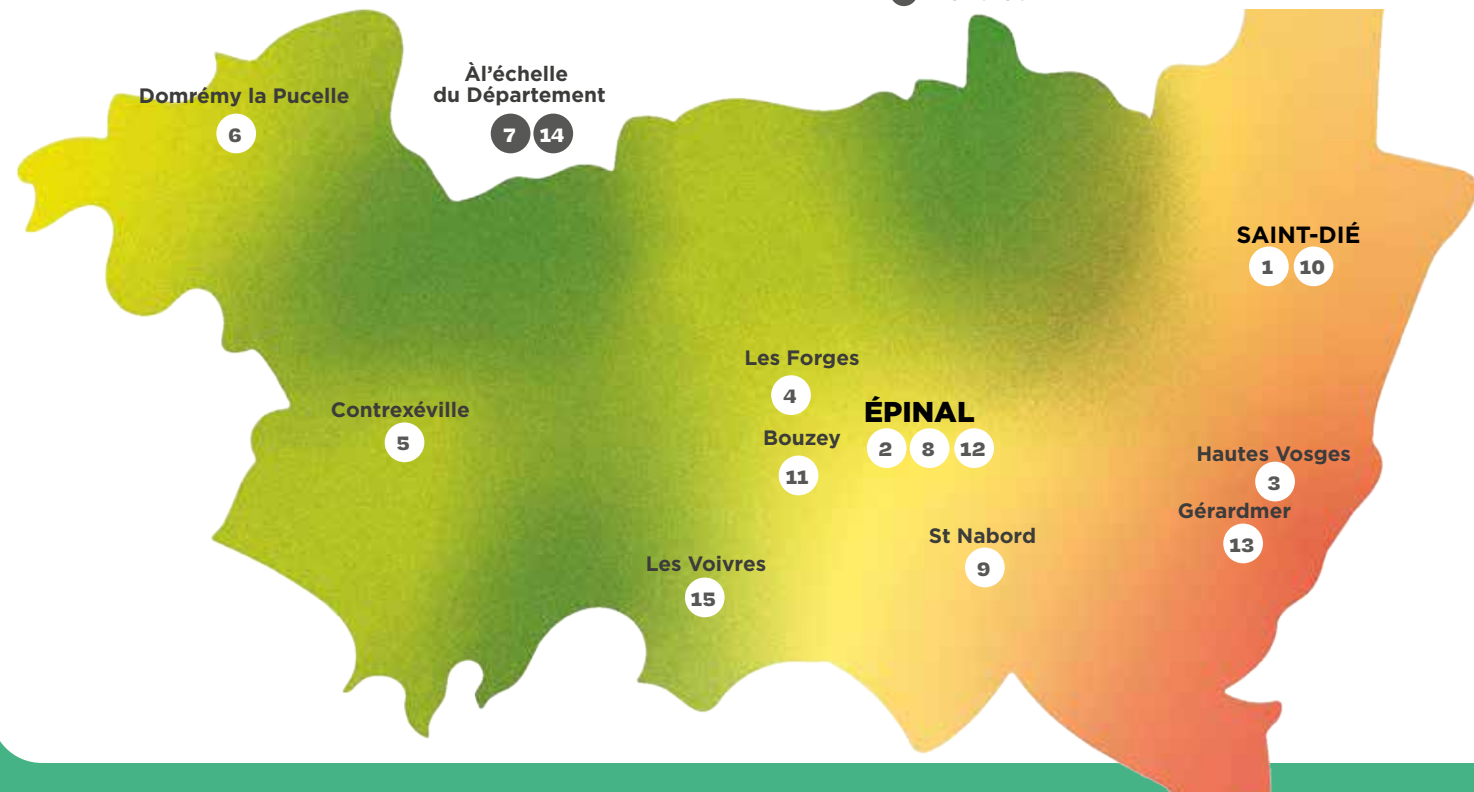 Domrémy la Pucelle
6
Àl’échelle
du Département
7 14
SAINT-DIÉ
1 10
Les Forges
4
ÉPINAL
2 8 12
Contrexéville
5
Bouzey
11
Hautes Vosges
3
Gérardmer
13
St Nabord
9
Les Voivres
15